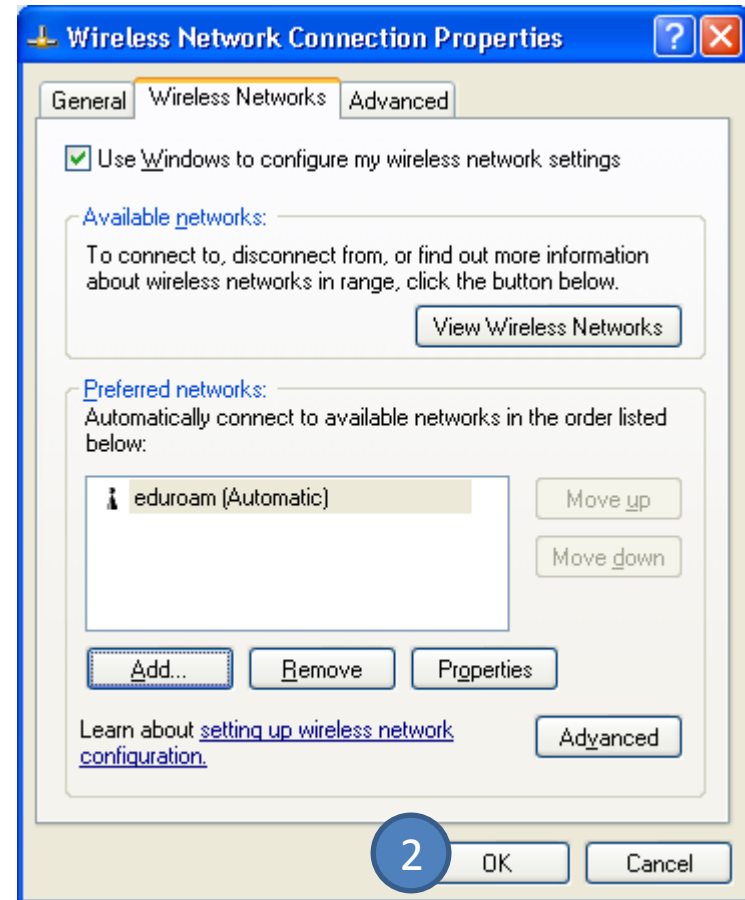 Wireless Network Connection Properties
General Wireless Networks Advanced
Use Windows to configure my wireless network settings
Available networks:
To connect to, disconnect from, or find out more information
about wireless networks in range, click the button below.
View Wireless Networks
Preferred networks:
Automatically connect to available networks in the order listed
below:
eduroam (Automatic)
Move up
Move down
Add... Remove Properties
Learn about setting up wireless network
configuration.
Advanced
2 OK Cancel